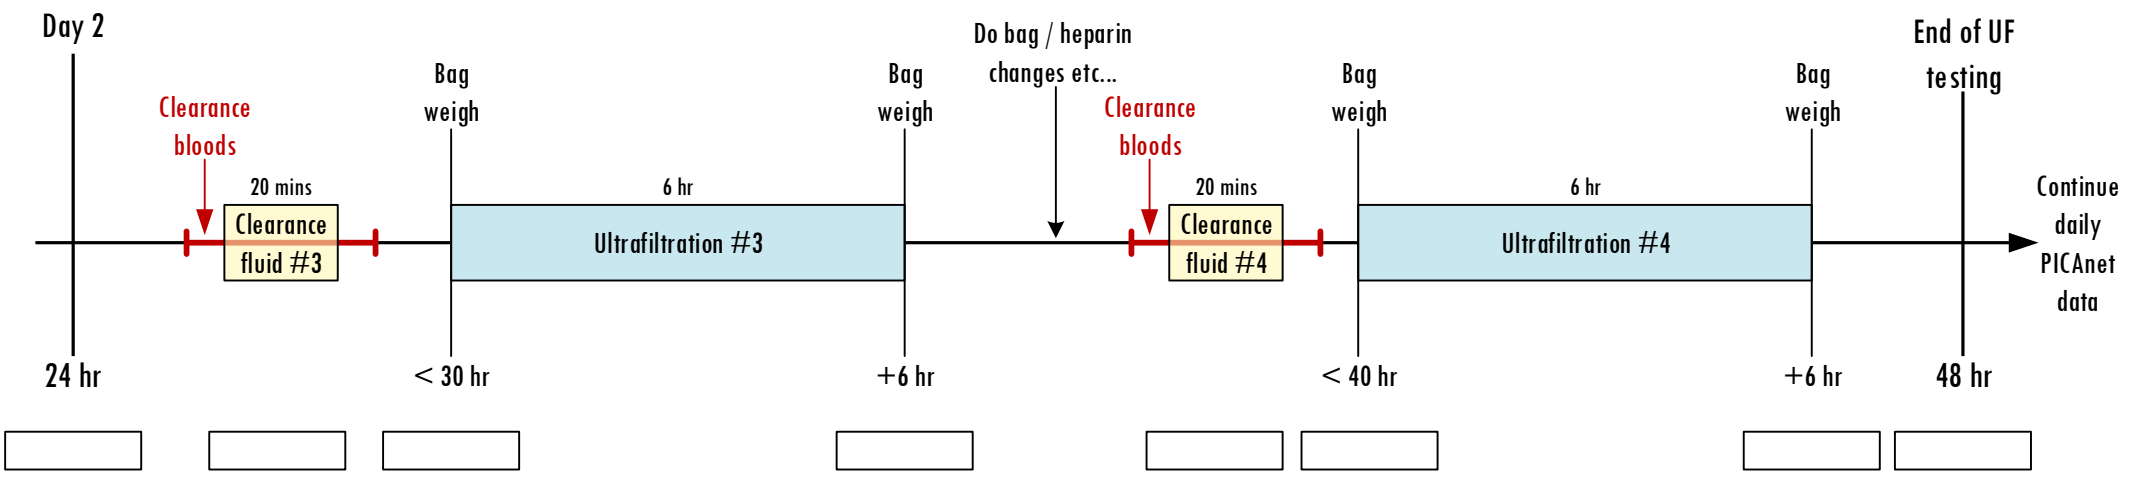 Day 2
Clearance
bloods
20 mins
Clearance
fluid #3
Bag
weigh
6 hr
Ultrafiltration #3
Bag
weigh
Do bag / heparin
changes etc...
Clearance
bloods
20 mins
Clearance
fluid #4
Bag
weigh
6 hr
Ultrafiltration #4
Bag
weigh
End of UF
testing
Continue
daily
PICAnet
data
24 hr
< 30 hr
+6 hr
< 40 hr
+6 hr
48 hr